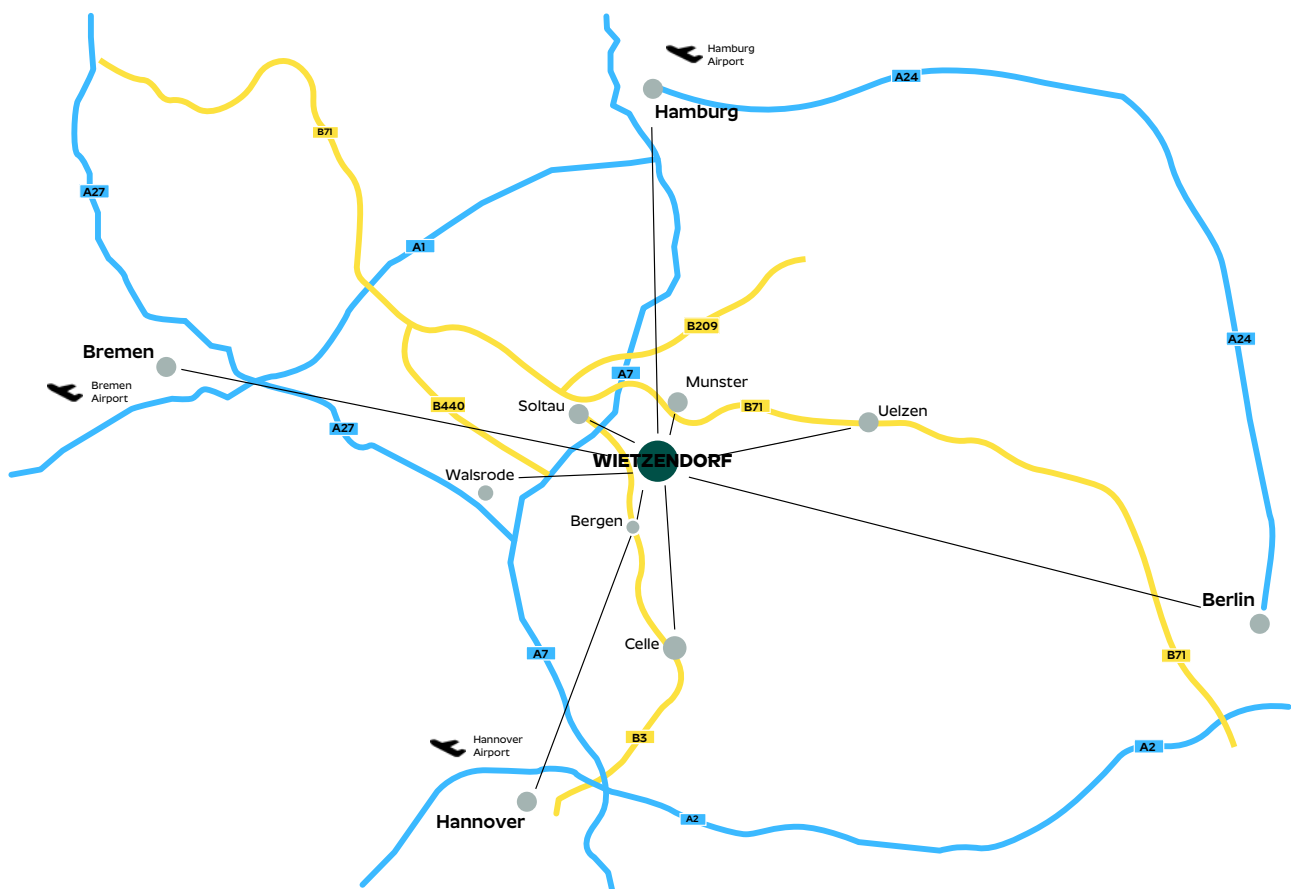 Hamburg
Airport
A24
Hamburg
B71
A27
A1
B209
A24
Bremen
A7
Bremen
Airport
Munster
B440
Soltau
B71
Uelzen
A27
WIETZENDORF
Walsrode
Bergen
Berlin
Celle
A7
B71
B3
Hannover
Airport
A2
Hannover
A2